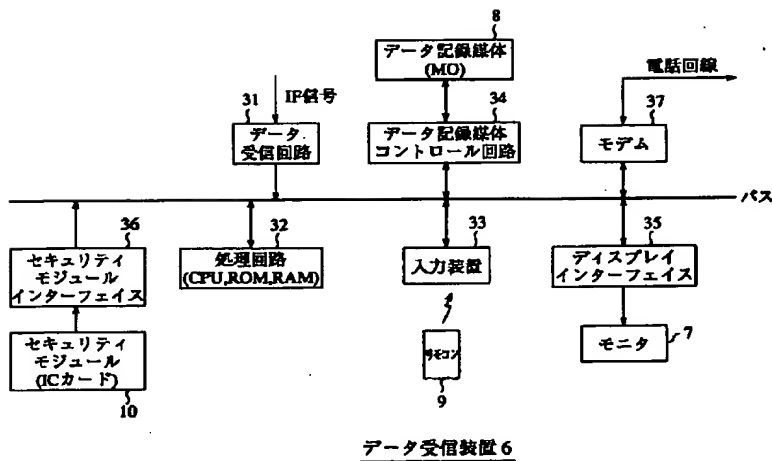 8
データ記録媒体
(MO)
電話回線
31
IF信号
34
37
データ
受信回路
データ記録媒体
コントロール回路
モデム
バス
36
32
33
35
セキュリティ
モジュール
インターフェイス
処理回路
(CPU,ROM,RAM)
入力装置
ディスプレイ
インターフェイス
セキュリティ
モジュール
(ICカード)
リモコン
モニタ
7
10
9
データ受信装置6